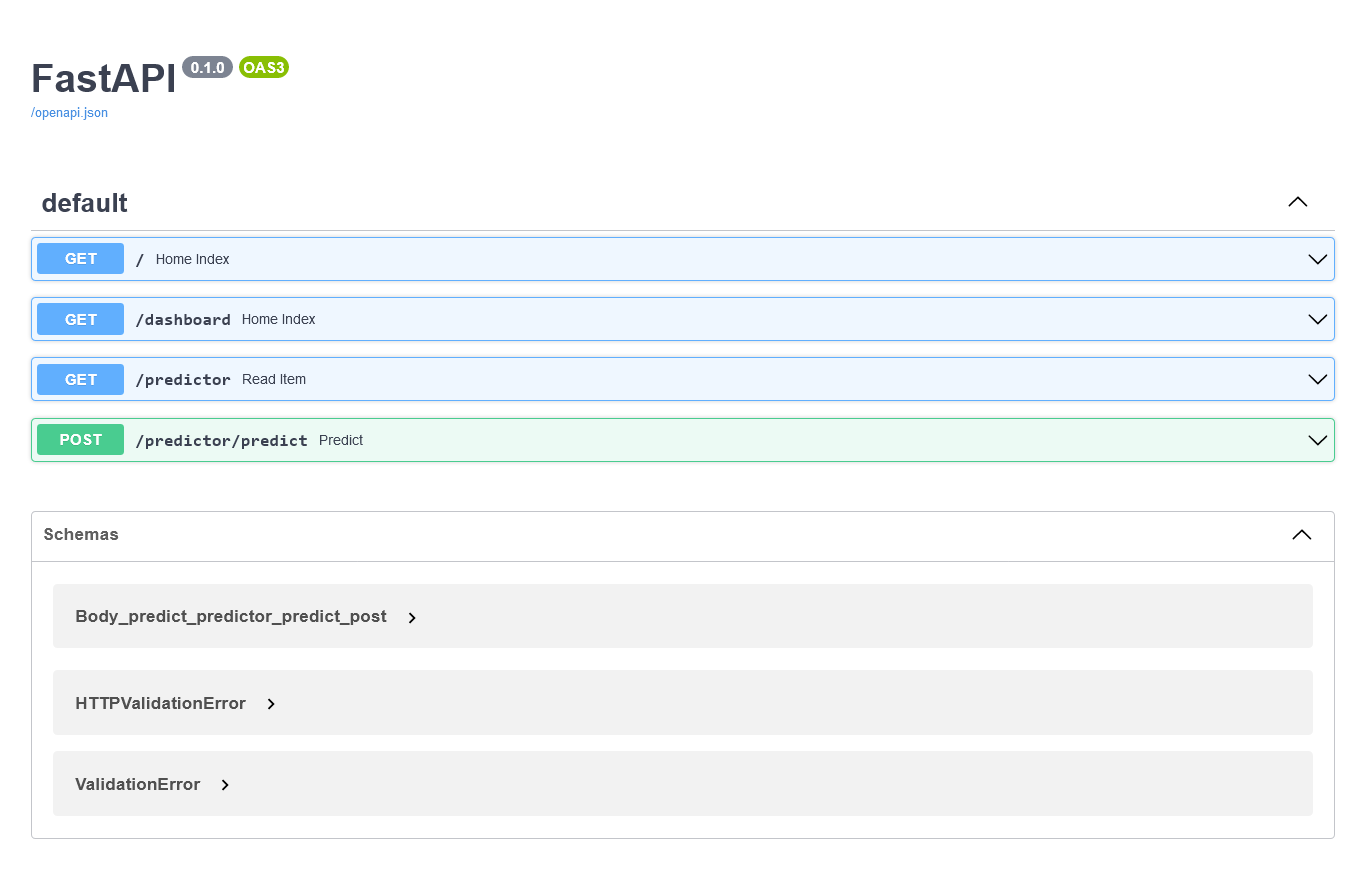 FastAPI 0.1.0 OAS3
/openapi.json
default
GET / Home Index
GET /dashboard Home Index
GET /predictor Read Item
POST /predictor/predict Predict
Schemas
Body_predict_predictor_predict_post
HTTPValidationError
ValidationError